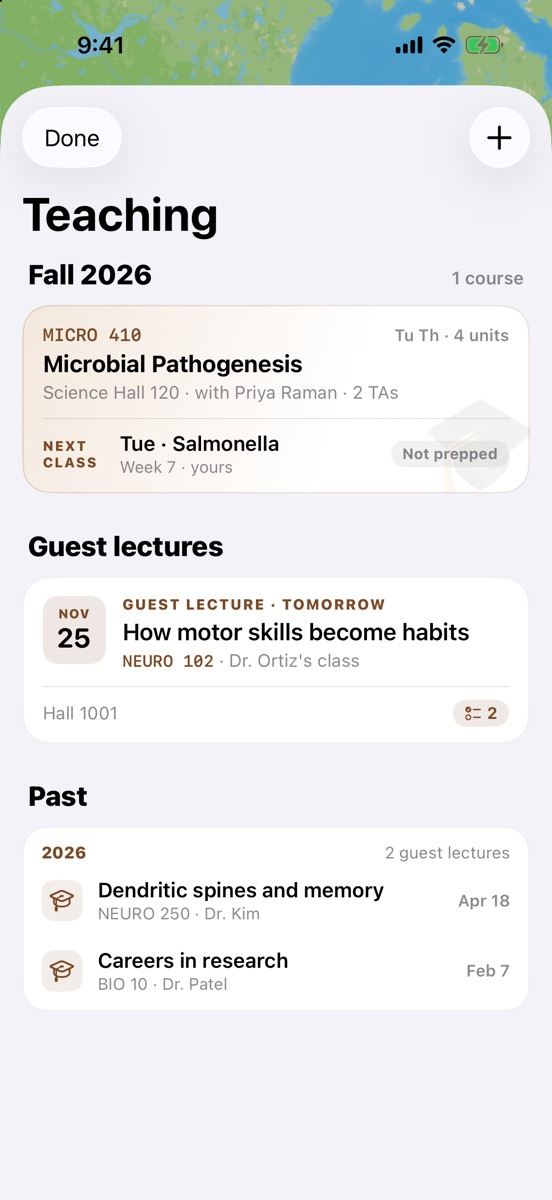 9:41
Done
Teaching
Fall 2026
1 course
MICRO 410
Tu Th · 4 units
Microbial Pathogenesis
Science Hall 120 · with Priya Raman · 2 TAs
NEXT CLASS
Tue · Salmonella
Week 7 · yours
Not prepped
Guest lectures
NOV
25
GUEST LECTURE · TOMORROW
How motor skills become habits
NEURO 102 · Dr. Ortiz's class
Hall 1001
2
Past
2026
2 guest lectures
Dendritic spines and memory
NEURO 250 · Dr. Kim
Apr 18
Careers in research
BIO 10 · Dr. Patel
Feb 7